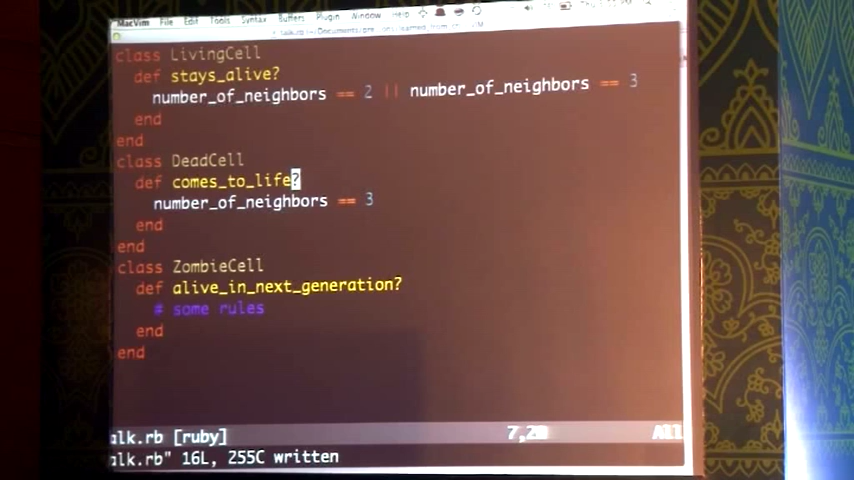 MacVim File Edit Tools Syntax Buffers Plugin Window Help
class LivingCell
def stays_alive?
number_of_neighbors == 2 || number_of_neighbors == 3
end
end
class DeadCell
def comes_to_life?
number_of_neighbors == 3
end
end
class ZombieCell
def alive_in_next_generation?
# some rules
end
end
alk.rb [ruby] 7,20 All
alk.rb" 16L, 255C written